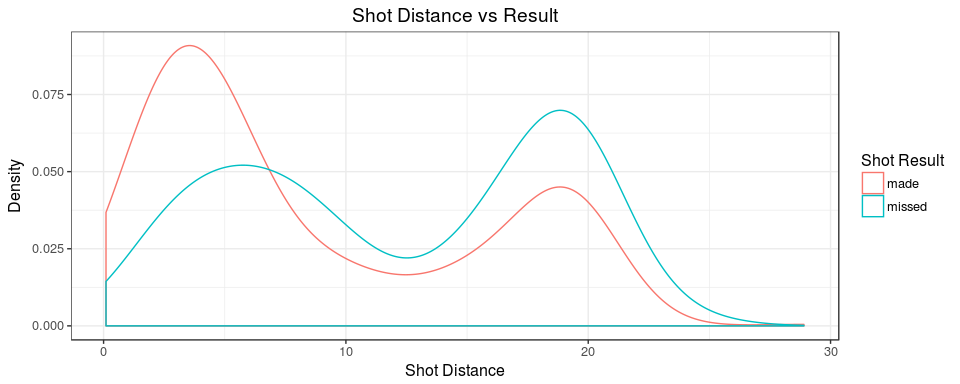 Shot Distance vs Result
Density
0.075
0.050
0.025
0.000
0 10 20 30
Shot Distance
Shot Result
made
missed